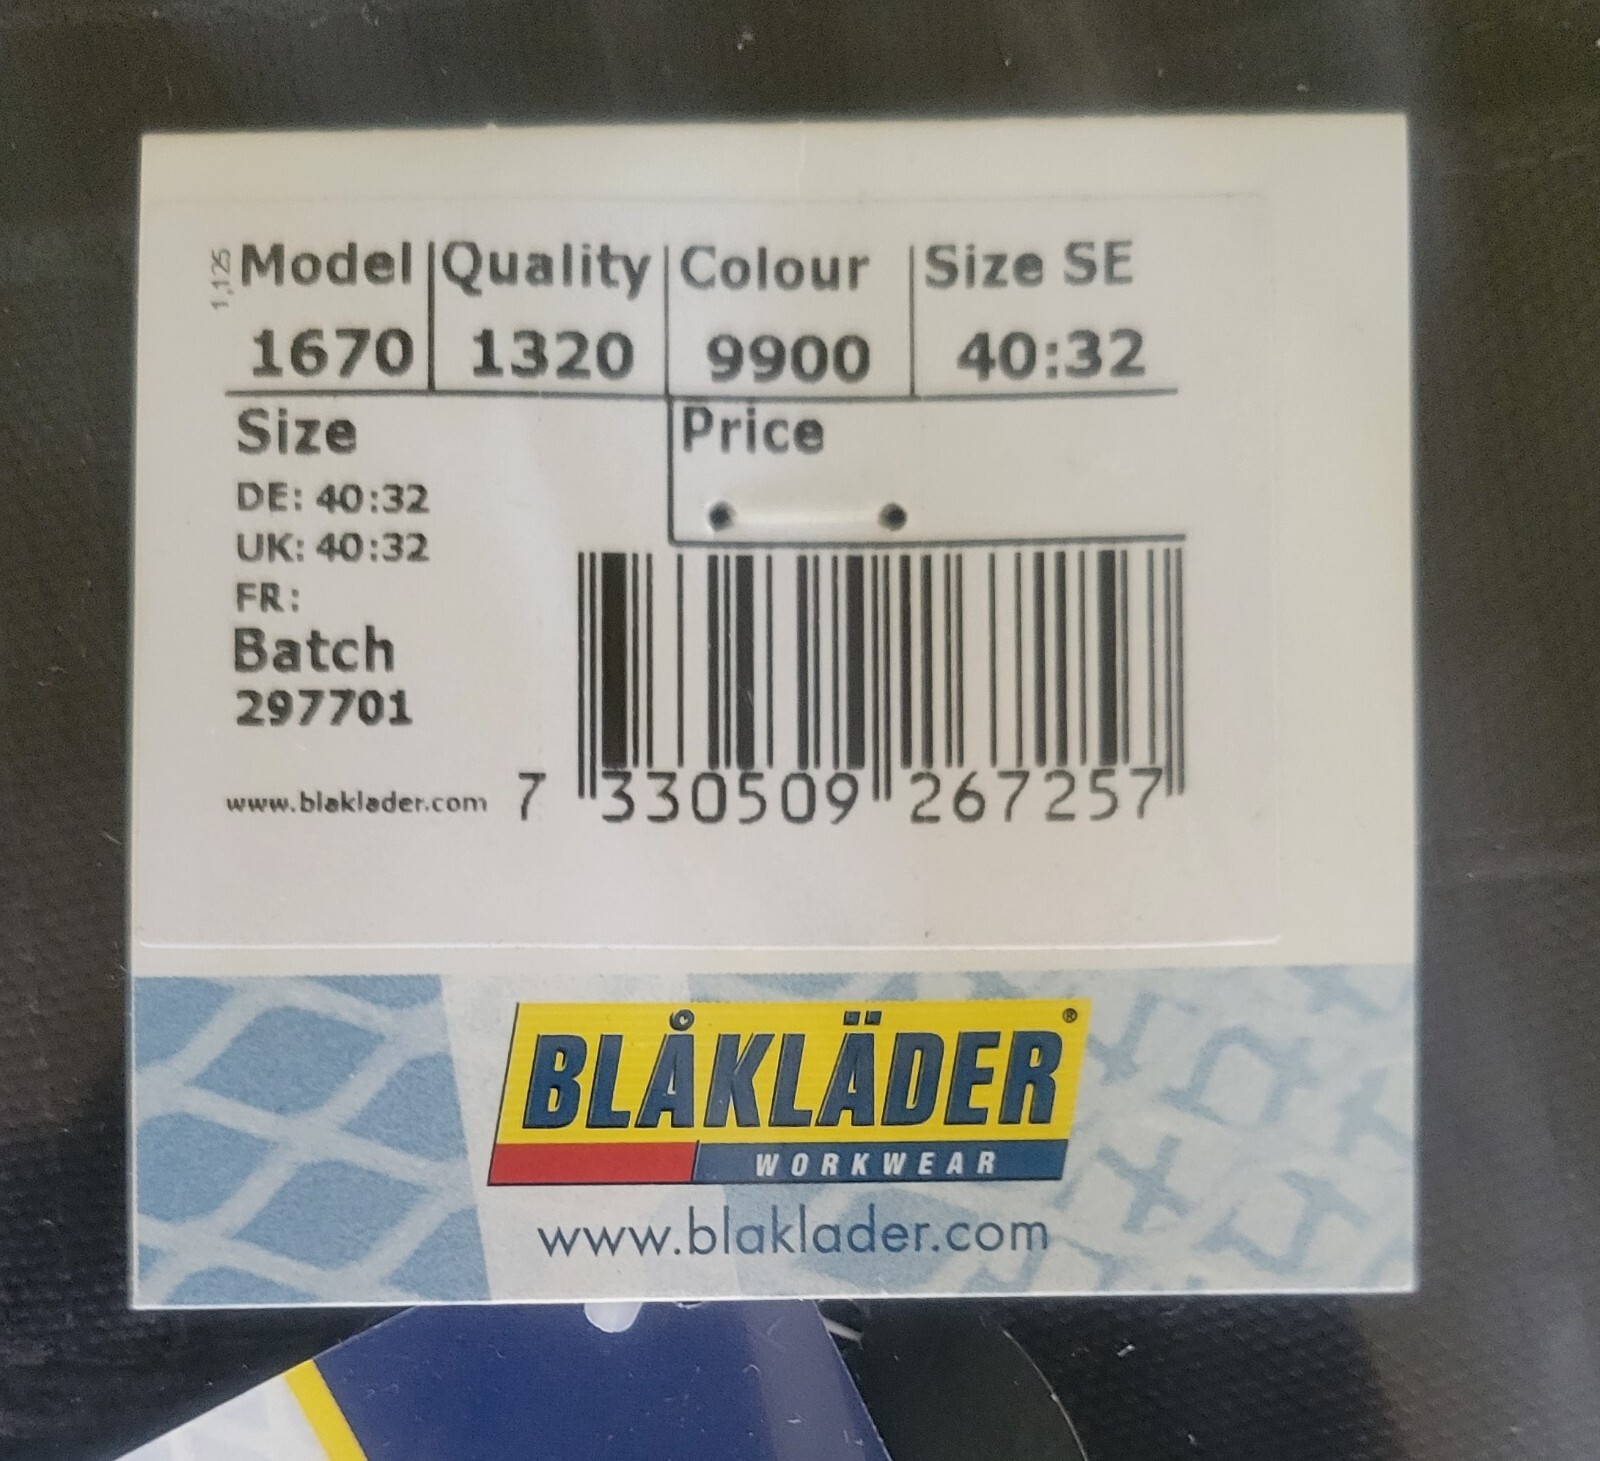 1,125
Model Quality Colour Size SE
1670 1320 9900 40:32
Size Price
DE: 40:32
UK: 40:32
FR:
Batch
297701
www.blaklader.com 7 330509 267257
BLÅKLÄDER®
WORKWEAR
www.blaklader.com